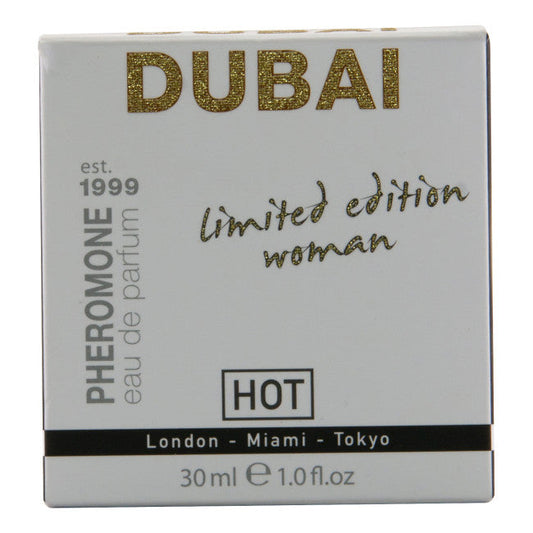 DUBAI
DUBAI
est.
1999
PHEROMONE
eau de parfum
limited edition
woman
HOT
London - Miami - Tokyo
30 ml ℮ 1.0 fl.oz